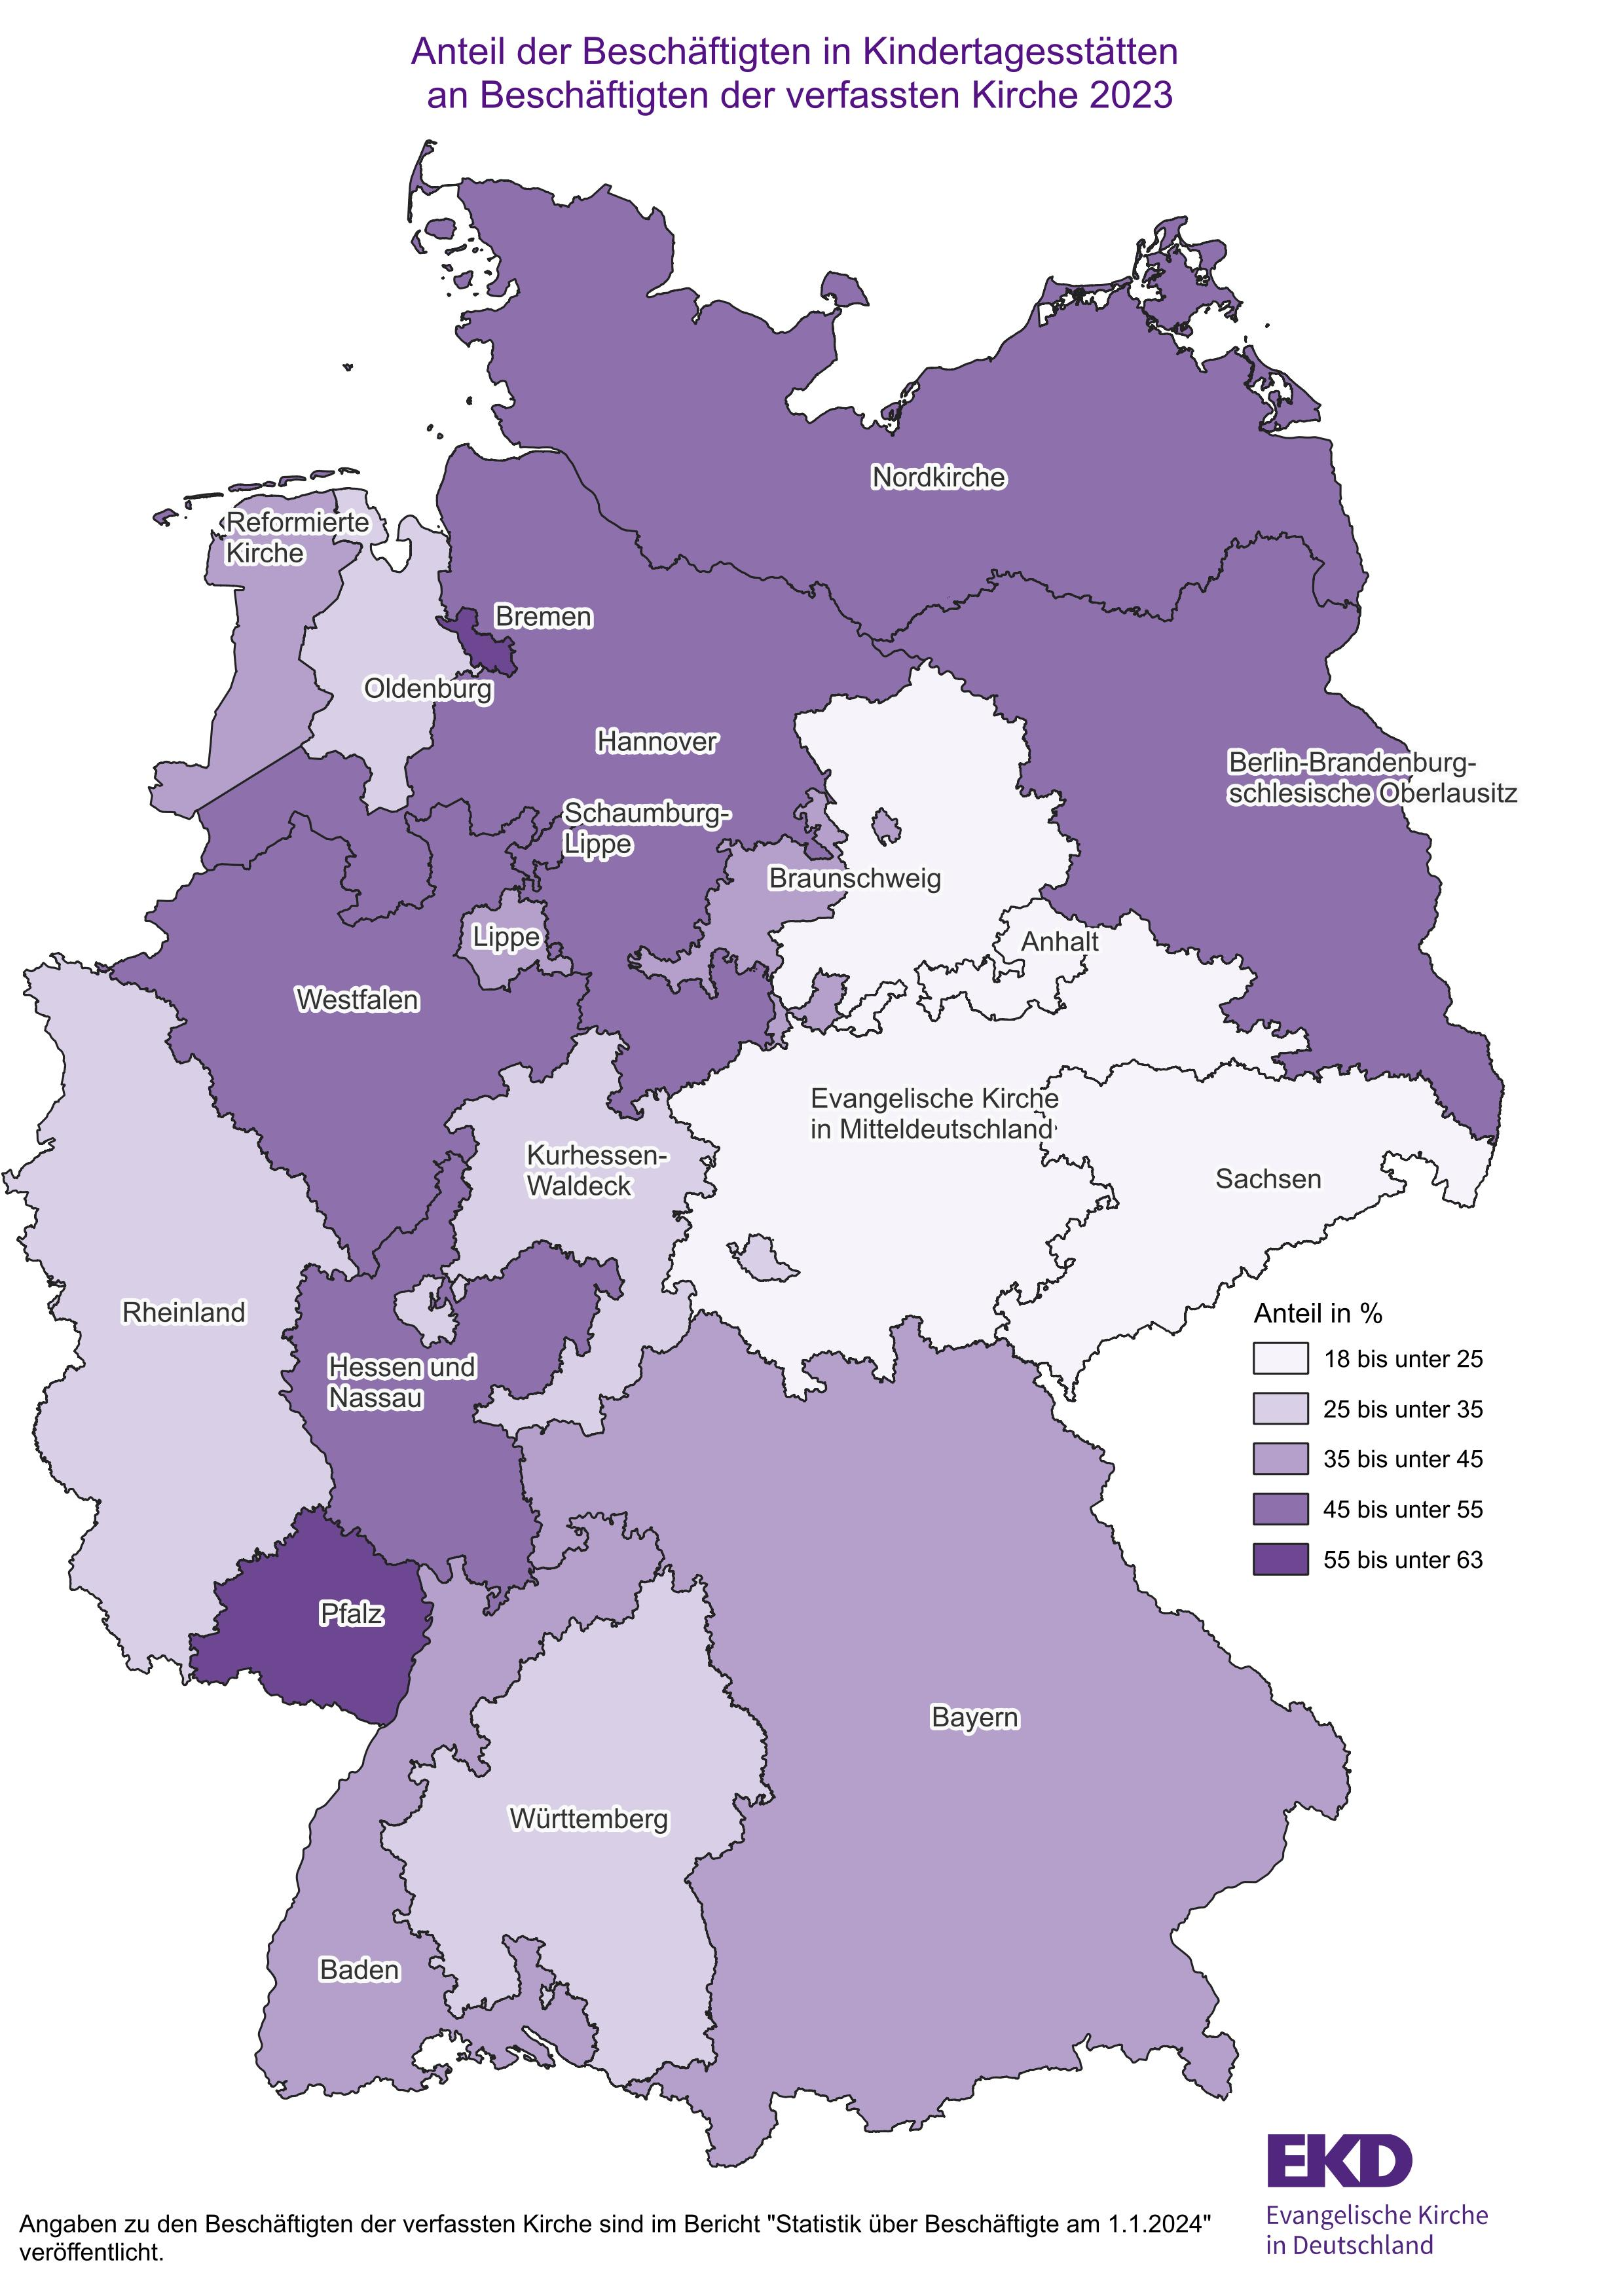 Anteil der Beschäftigten in Kindertagesstätten
an Beschäftigten der verfassten Kirche 2023
Nordkirche
Reformierte
Kirche
Bremen
Oldenburg
Hannover
Berlin-Brandenburg-
schlesische Oberlausitz
Schaumburg-
Lippe
Braunschweig
Lippe
Anhalt
Westfalen
Evangelische Kirche
in Mitteldeutschland
Kurhessen-
Waldeck
Sachsen
Rheinland
Hessen und
Nassau
Anteil in %
18 bis unter 25
25 bis unter 35
35 bis unter 45
45 bis unter 55
55 bis unter 63
Pfalz
Bayern
Württemberg
Baden
EKD
Evangelische Kirche
in Deutschland
Angaben zu den Beschäftigten der verfassten Kirche sind im Bericht "Statistik über Beschäftigte am 1.1.2024"
veröffentlicht.